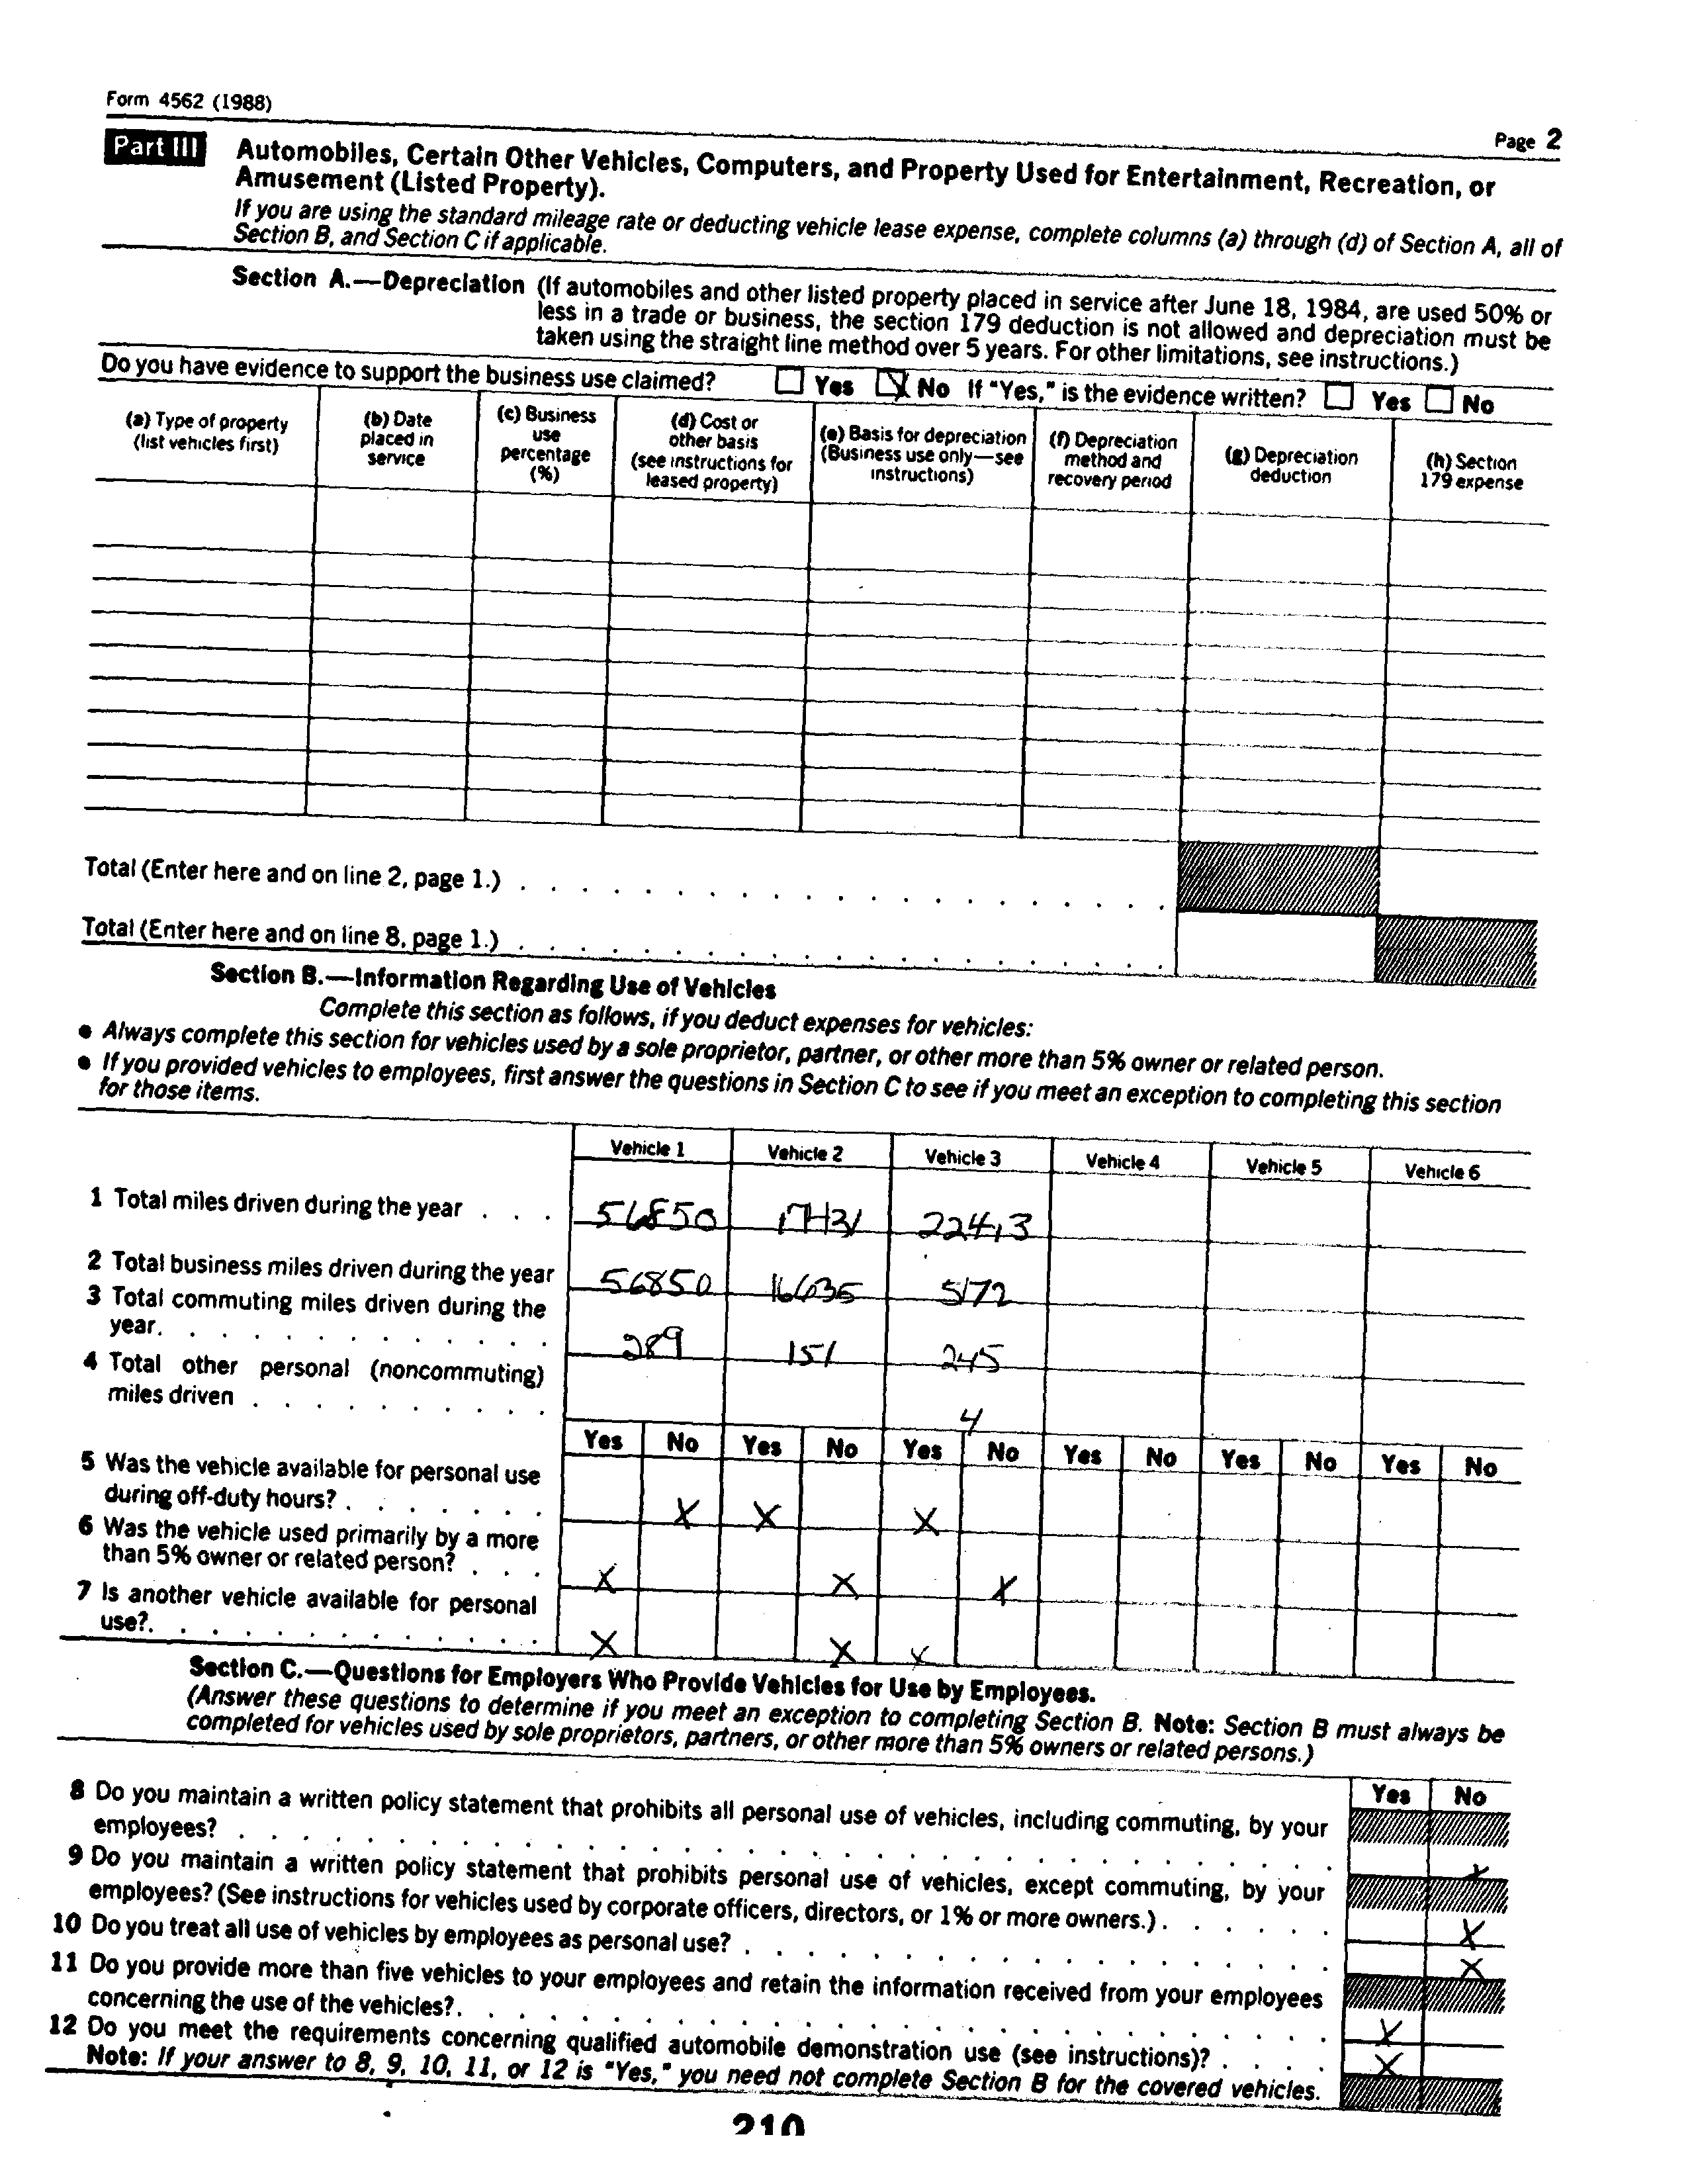 Form 4562 (1988)
Page 2
Part III Automobiles, Certain Other Vehicles, Computers, and Property Used for Entertainment, Recreation, or
Amusement (Listed Property).
If you are using the standard mileage rate or deducting vehicle lease expense, complete columns (a) through (d) of Section A, all of
Section B, and Section C if applicable.
Section A.—Depreciation (If automobiles and other listed property placed in service after June 18, 1984, are used 50% or
less in a trade or business, the section 179 deduction is not allowed and depreciation must be
taken using the straight line method over 5 years. For other limitations, see instructions.)
Do you have evidence to support the business use claimed? Yes X No If "Yes," is the evidence written? Yes No
(a) Type of property
(list vehicles first)
(b) Date
placed in
service
(c) Business
use
percentage
(%)
(d) Cost or
other basis
(see instructions for
leased property)
(e) Basis for depreciation
(Business use only—see
instructions)
(f) Depreciation
method and
recovery period
(g) Depreciation
deduction
(h) Section
179 expense
Total (Enter here and on line 2, page 1.)
Total (Enter here and on line 8, page 1.)
Section B.—Information Regarding Use of Vehicles
Complete this section as follows, if you deduct expenses for vehicles:
• Always complete this section for vehicles used by a sole proprietor, partner, or other more than 5% owner or related person.
• If you provided vehicles to employees, first answer the questions in Section C to see if you meet an exception to completing this section
for those items.
Vehicle 1 Vehicle 2 Vehicle 3 Vehicle 4 Vehicle 5 Vehicle 6
1 Total miles driven during the year . . . 56850 17431 22413
2 Total business miles driven during the year 56850 16635 5172
3 Total commuting miles driven during the
year. 289 151 245
4 Total other personal (noncommuting)
miles driven 4
Yes No Yes No Yes No Yes No Yes No Yes No
5 Was the vehicle available for personal use
during off-duty hours? X X X
6 Was the vehicle used primarily by a more
than 5% owner or related person? . . . X X X
7 Is another vehicle available for personal
use?. X X X
Section C.—Questions for Employers Who Provide Vehicles for Use by Employees.
(Answer these questions to determine if you meet an exception to completing Section B. Note: Section B must always be
completed for vehicles used by sole proprietors, partners, or other more than 5% owners or related persons.)
Yes No
8 Do you maintain a written policy statement that prohibits all personal use of vehicles, including commuting, by your
employees? X
9 Do you maintain a written policy statement that prohibits personal use of vehicles, except commuting, by your
employees? (See instructions for vehicles used by corporate officers, directors, or 1% or more owners.) X
10 Do you treat all use of vehicles by employees as personal use? X
11 Do you provide more than five vehicles to your employees and retain the information received from your employees
concerning the use of the vehicles?. X
12 Do you meet the requirements concerning qualified automobile demonstration use (see instructions)? . . . . X
Note: If your answer to 8, 9, 10, 11, or 12 is "Yes," you need not complete Section B for the covered vehicles.
210